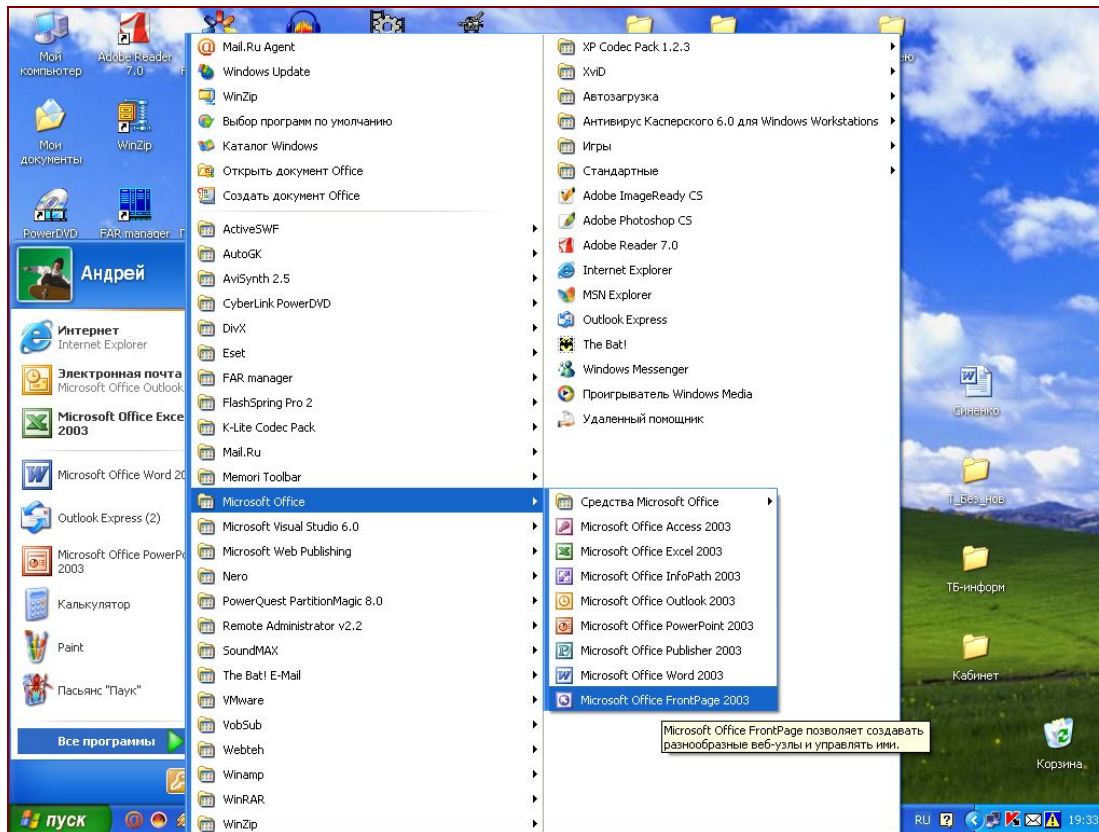 Мой
компьютер
Adobe Reader
7.0
Мои
документы
WinZip
PowerDVD
FAR manager
Андрей
Интернет
Internet Explorer
Электронная почта
Microsoft Office Outlook
Microsoft Office Exce
2003
Microsoft Office Word 20
Outlook Express (2)
Microsoft Office PowerPo
2003
Калькулятор
Paint
Пасьянс "Паук"
Все программы
пуск
Mail.Ru Agent
Windows Update
WinZip
Выбор программ по умолчанию
Каталог Windows
Открыть документ Office
Создать документ Office
ActiveSWF
AutoGK
AviSynth 2.5
CyberLink PowerDVD
DivX
Eset
FAR manager
FlashSpring Pro 2
K-Lite Codec Pack
Mail.Ru
Memori Toolbar
Microsoft Office
Microsoft Visual Studio 6.0
Microsoft Web Publishing
Nero
PowerQuest PartitionMagic 8.0
Remote Administrator v2.2
SoundMAX
The Bat! E-Mail
VMware
VobSub
Webteh
Winamp
WinRAR
WinZip
XP Codec Pack 1.2.3
XviD
Автозагрузка
Антивирус Касперского 6.0 для Windows Workstations
Игры
Стандартные
Adobe ImageReady CS
Adobe Photoshop CS
Adobe Reader 7.0
Internet Explorer
MSN Explorer
Outlook Express
The Bat!
Windows Messenger
Проигрыватель Windows Media
Удаленный помощник
Средства Microsoft Office
Microsoft Office Access 2003
Microsoft Office Excel 2003
Microsoft Office InfoPath 2003
Microsoft Office Outlook 2003
Microsoft Office PowerPoint 2003
Microsoft Office Publisher 2003
Microsoft Office Word 2003
Microsoft Office FrontPage 2003
Microsoft Office FrontPage позволяет создавать
разнообразные веб-узлы и управлять ими.
Синенко
Т_Без_нов
ТБ-информ
Кабинет
Корзина
RU
19:33